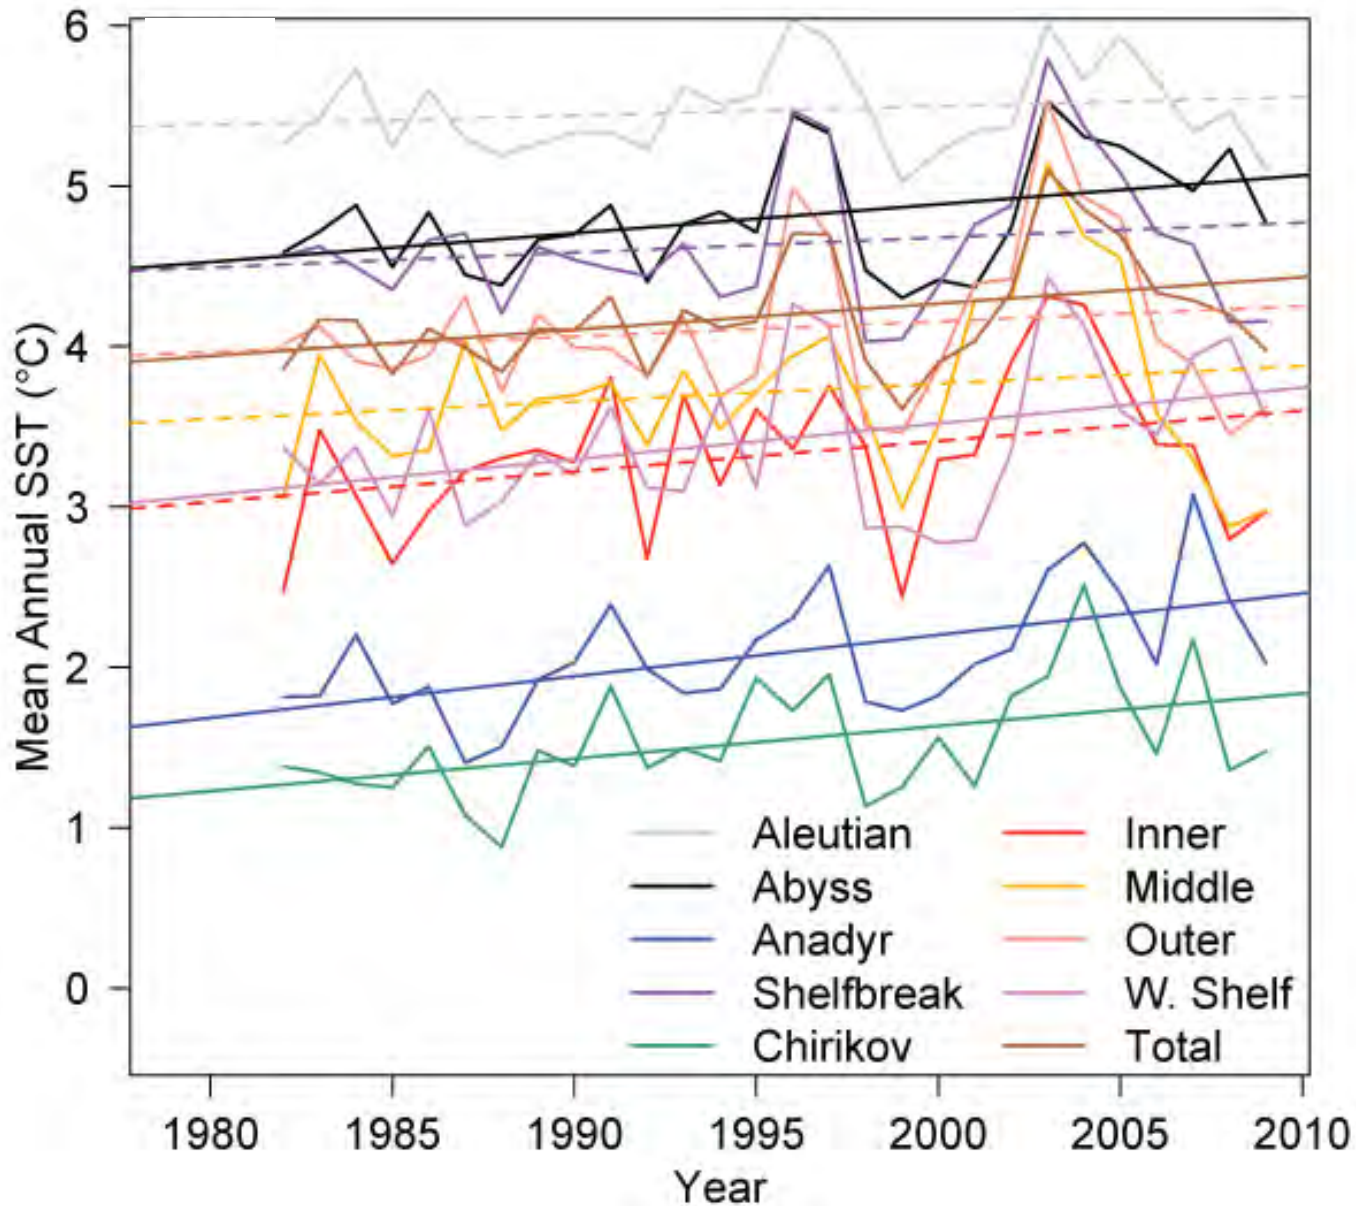 6
5
4
3
2
1
0
Mean Annual SST (°C)
Aleutian
Abyss
Anadyr
Shelfbreak
Chirikov
Inner
Middle
Outer
W. Shelf
Total
1980 1985 1990 1995 2000 2005 2010
Year